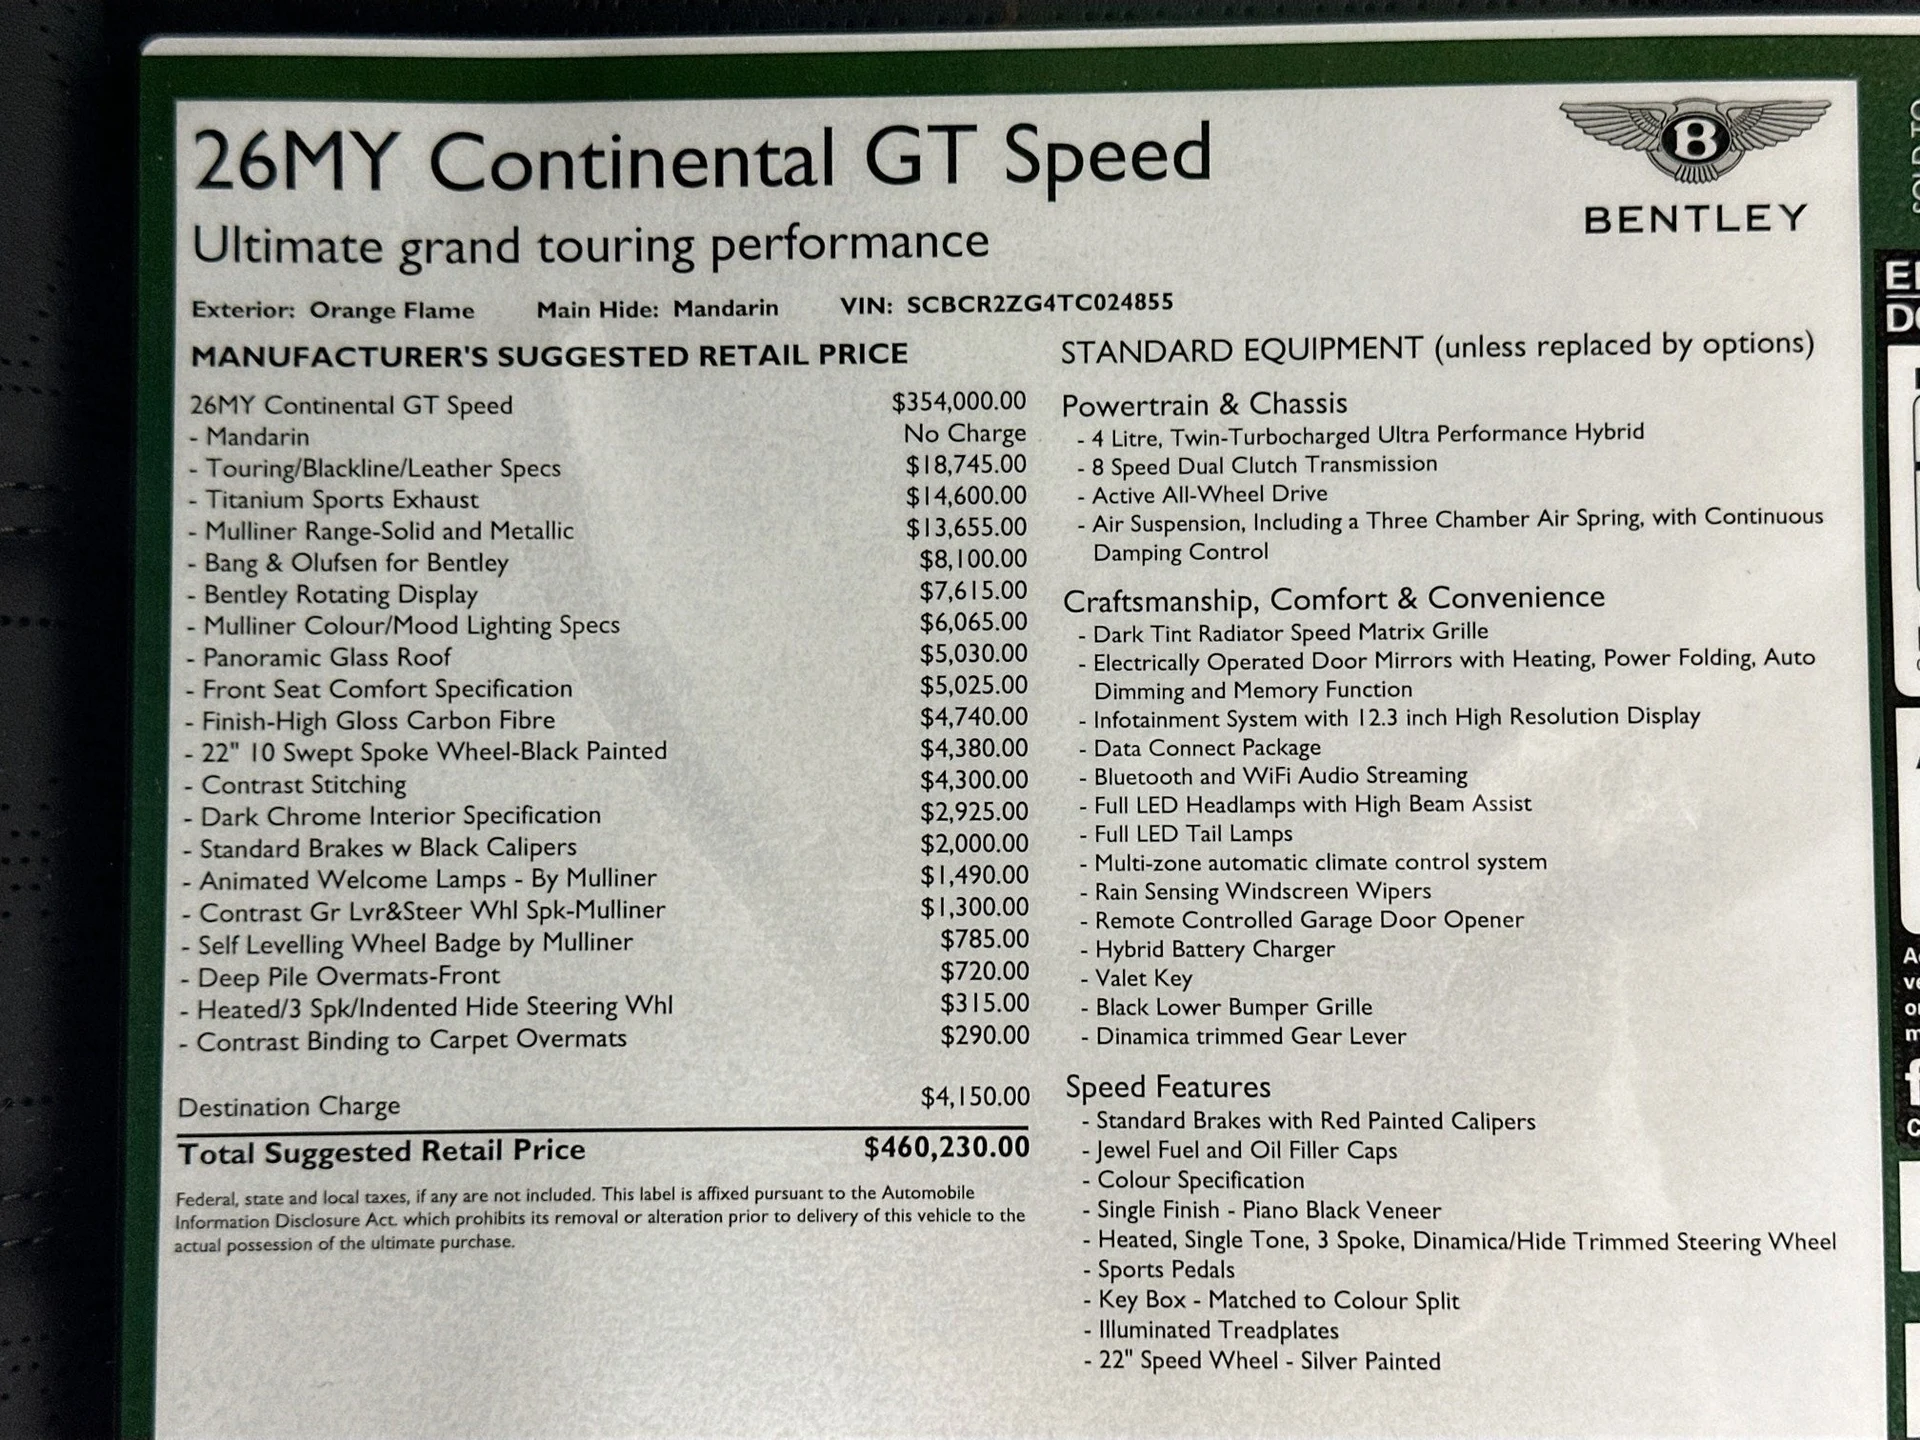 26MY Continental GT Speed
Ultimate grand touring performance
B
BENTLEY
Exterior: Orange Flame Main Hide: Mandarin VIN: SCBCR2ZG4TC024855
MANUFACTURER'S SUGGESTED RETAIL PRICE
26MY Continental GT Speed $354,000.00
- Mandarin No Charge
- Touring/Blackline/Leather Specs $18,745.00
- Titanium Sports Exhaust $14,600.00
- Mulliner Range-Solid and Metallic $13,655.00
- Bang & Olufsen for Bentley $8,100.00
- Bentley Rotating Display $7,615.00
- Mulliner Colour/Mood Lighting Specs $6,065.00
- Panoramic Glass Roof $5,030.00
- Front Seat Comfort Specification $5,025.00
- Finish-High Gloss Carbon Fibre $4,740.00
- 22" 10 Swept Spoke Wheel-Black Painted $4,380.00
- Contrast Stitching $4,300.00
- Dark Chrome Interior Specification $2,925.00
- Standard Brakes w Black Calipers $2,000.00
- Animated Welcome Lamps - By Mulliner $1,490.00
- Contrast Gr Lvr&Steer Whl Spk-Mulliner $1,300.00
- Self Levelling Wheel Badge by Mulliner $785.00
- Deep Pile Overmats-Front $720.00
- Heated/3 Spk/Indented Hide Steering Whl $315.00
- Contrast Binding to Carpet Overmats $290.00
Destination Charge $4,150.00
Total Suggested Retail Price $460,230.00
Federal, state and local taxes, if any are not included. This label is affixed pursuant to the Automobile
Information Disclosure Act. which prohibits its removal or alteration prior to delivery of this vehicle to the
actual possession of the ultimate purchase.
STANDARD EQUIPMENT (unless replaced by options)
Powertrain & Chassis
- 4 Litre, Twin-Turbocharged Ultra Performance Hybrid
- 8 Speed Dual Clutch Transmission
- Active All-Wheel Drive
- Air Suspension, Including a Three Chamber Air Spring, with Continuous
Damping Control
Craftsmanship, Comfort & Convenience
- Dark Tint Radiator Speed Matrix Grille
- Electrically Operated Door Mirrors with Heating, Power Folding, Auto
Dimming and Memory Function
- Infotainment System with 12.3 inch High Resolution Display
- Data Connect Package
- Bluetooth and WiFi Audio Streaming
- Full LED Headlamps with High Beam Assist
- Full LED Tail Lamps
- Multi-zone automatic climate control system
- Rain Sensing Windscreen Wipers
- Remote Controlled Garage Door Opener
- Hybrid Battery Charger
- Valet Key
- Black Lower Bumper Grille
- Dinamica trimmed Gear Lever
Speed Features
- Standard Brakes with Red Painted Calipers
- Jewel Fuel and Oil Filler Caps
- Colour Specification
- Single Finish - Piano Black Veneer
- Heated, Single Tone, 3 Spoke, Dinamica/Hide Trimmed Steering Wheel
- Sports Pedals
- Key Box - Matched to Colour Split
- Illuminated Treadplates
- 22" Speed Wheel - Silver Painted